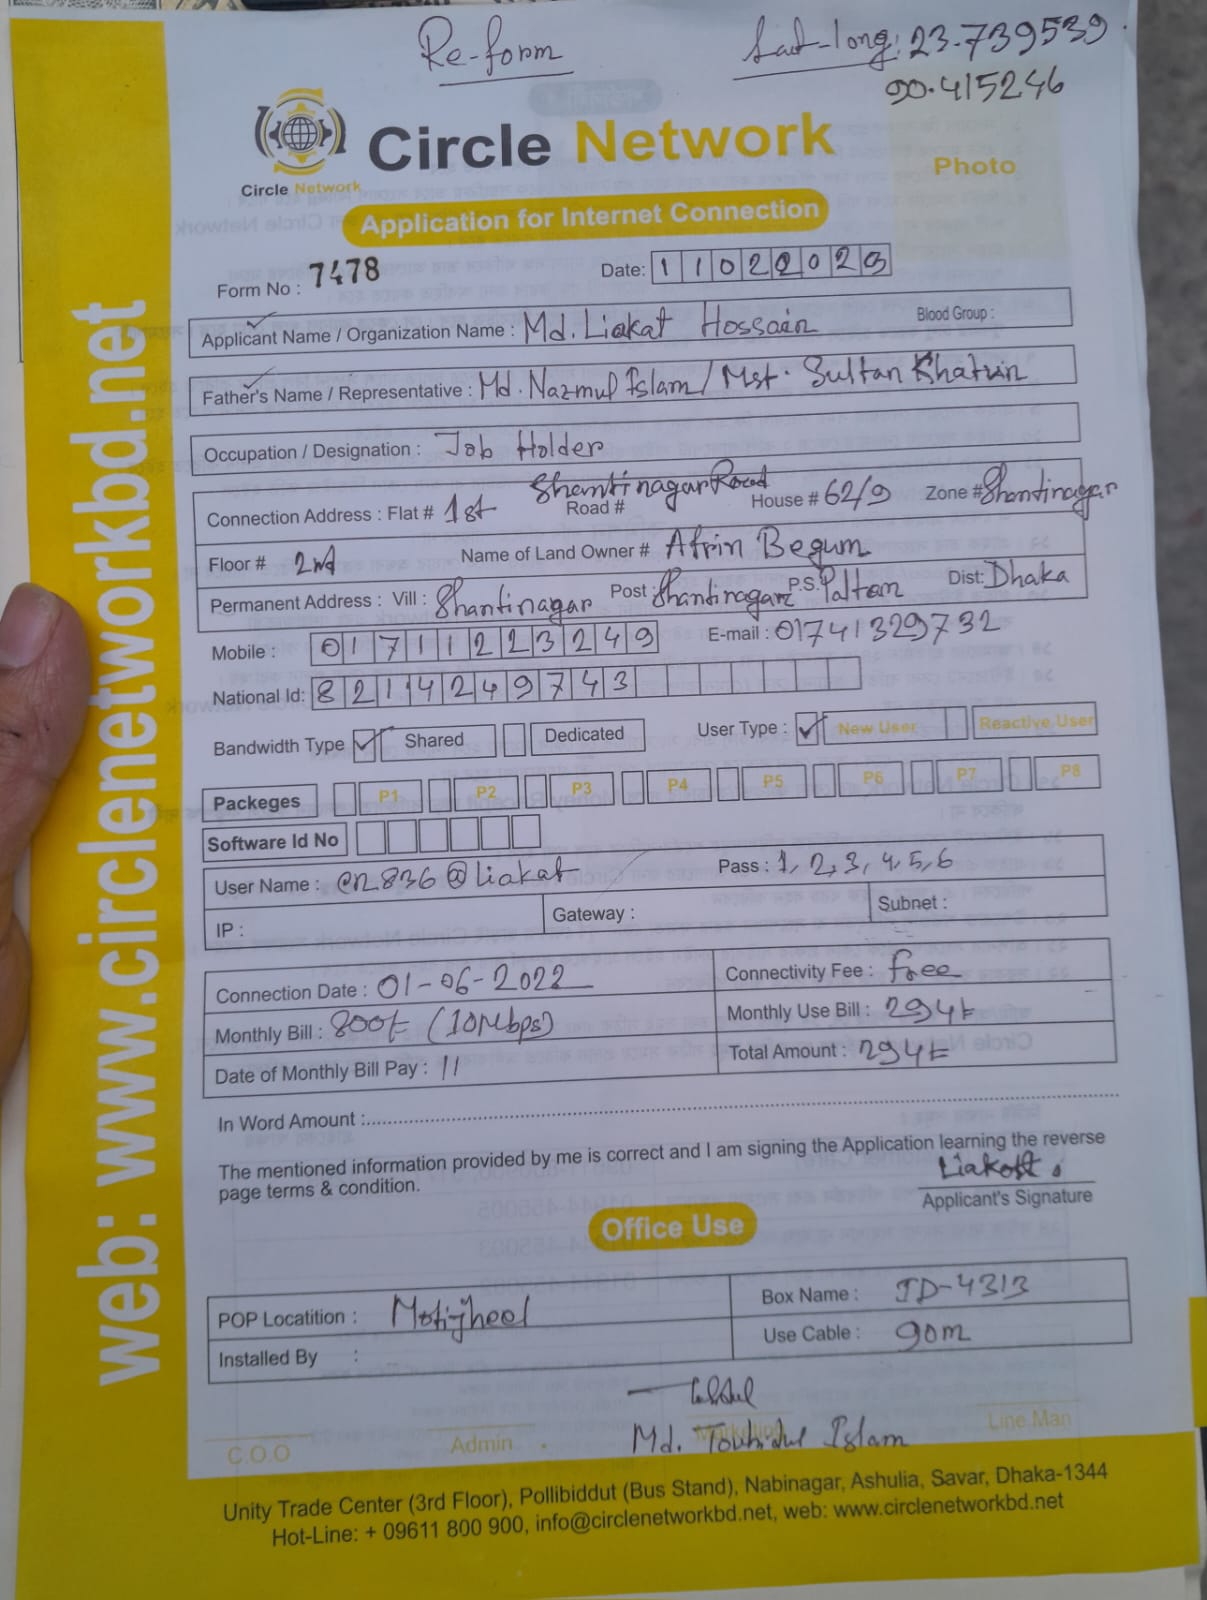 Re-form
Lat-long: 23.739539
90.415246
Circle Network
Circle Network
Photo
Application for Internet Connection
Form No : 7478
Date: 11022023
Applicant Name / Organization Name : Md. Liakat Hossain Blood Group :
Father's Name / Representative : Md. Nazmul Islam / Mst. Sultan Khatun
Occupation / Designation : Job Holder
Connection Address : Flat # 1st Road # Shantinagar Road House # 62/9 Zone # Shantinagar
Floor # 2nd Name of Land Owner # Afrin Begum
Permanent Address : Vill : Shantinagar Post : Shantinagar P.S: Paltan Dist: Dhaka
Mobile : 01711223249 E-mail : 01741329732
National Id: 8214249743
Bandwidth Type Shared Dedicated User Type : New User Reactive User
Packeges P1 P2 P3 P4 P5 P6 P7 P8
Software Id No
User Name : cn836@liakat Pass : 1, 2, 3, 4, 5, 6
IP : Gateway : Subnet :
Connection Date : 01-06-2022 Connectivity Fee : free
Monthly Bill : 800t (10Mbps) Monthly Use Bill : 294t
Date of Monthly Bill Pay : 11 Total Amount : 294t
In Word Amount :
The mentioned information provided by me is correct and I am signing the Application learning the reverse
page terms & condition.
Liakat
Applicant's Signature
Office Use
POP Locatition : Motijheel Box Name : JD-4313
Installed By : Use Cable : 90m
C.O.O Admin Marketing Line Man
Md. Touhidul Islam
Unity Trade Center (3rd Floor), Pollibiddut (Bus Stand), Nabinagar, Ashulia, Savar, Dhaka-1344
Hot-Line: + 09611 800 900, info@circlenetworkbd.net, web: www.circlenetworkbd.net
web: www.circlenetworkbd.net